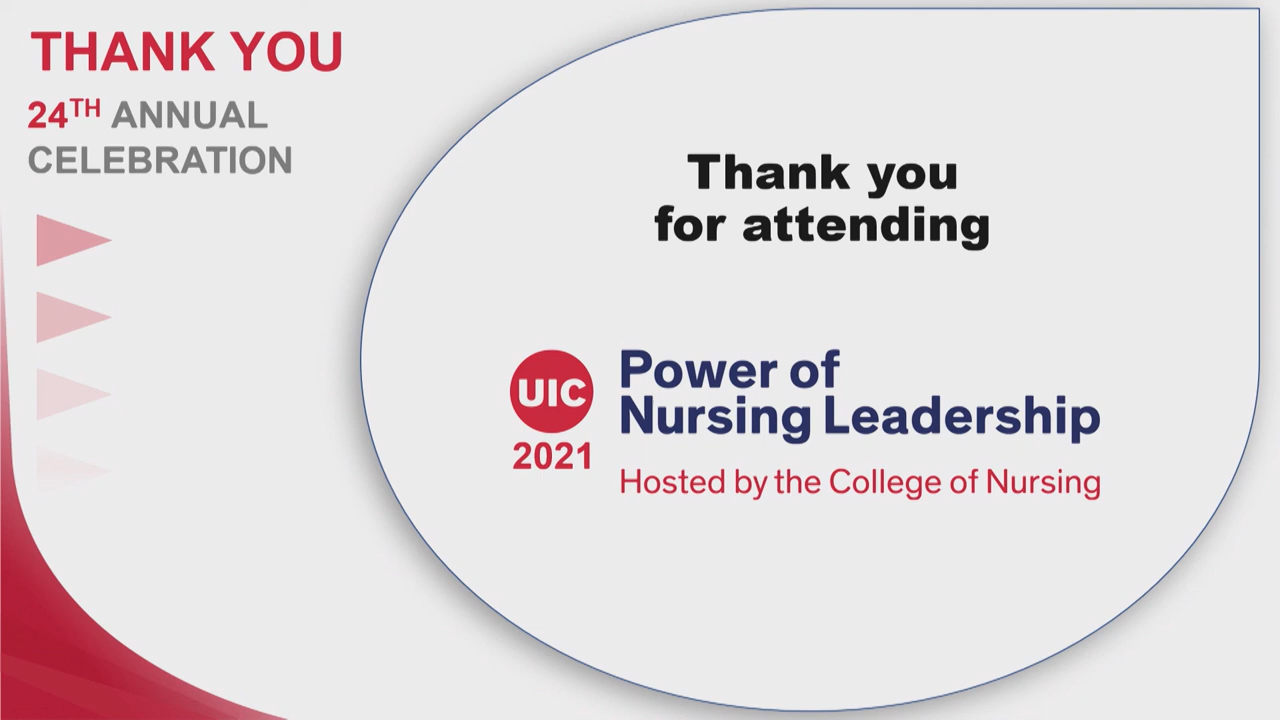 THANK YOU
24TH ANNUAL
CELEBRATION
Thank you
for attending
UIC
2021
Power of
Nursing Leadership
Hosted by the College of Nursing